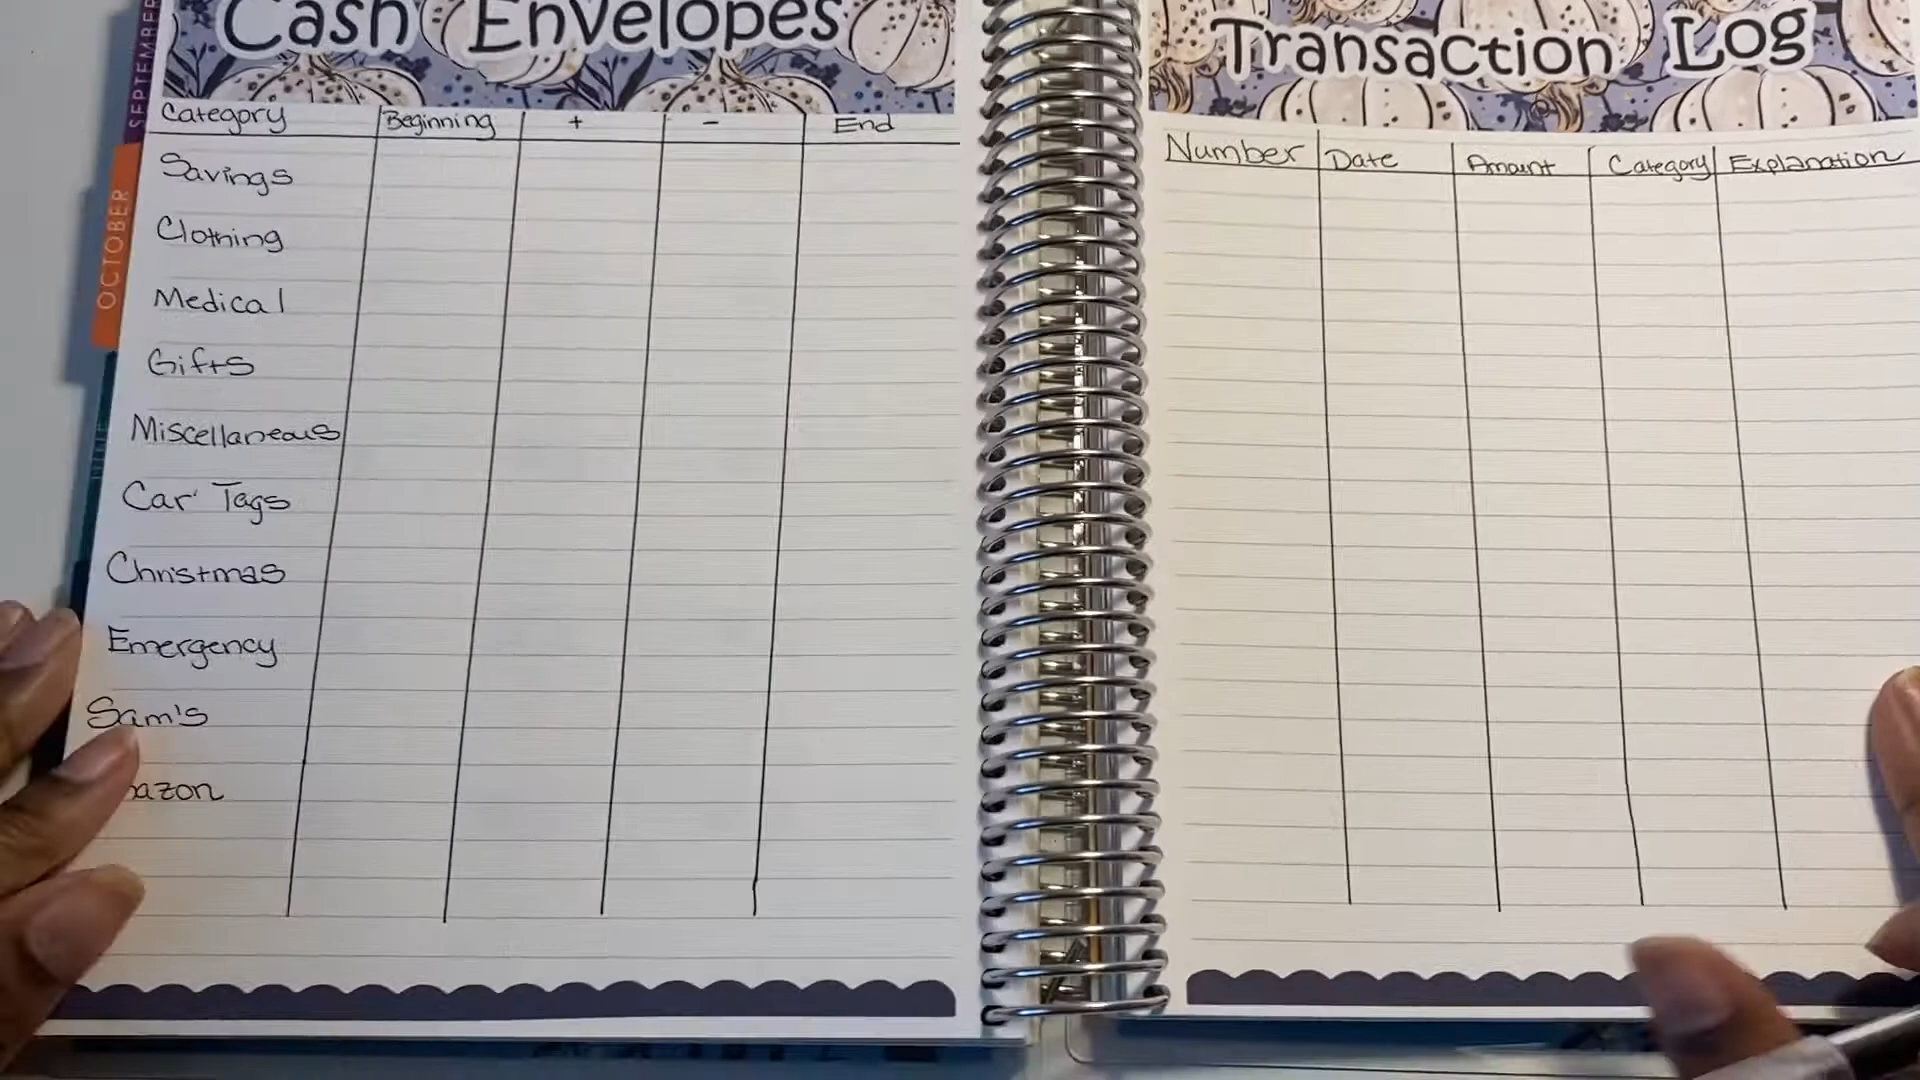 Cash Envelopes
Category Beginning + - End
Savings
Clothing
Medical
Gifts
Miscellaneous
Car Tags
Christmas
Emergency
Sam's
azon
Transaction Log
Number Date Amount Category Explanation
SEPTEMBER
OCTOBER